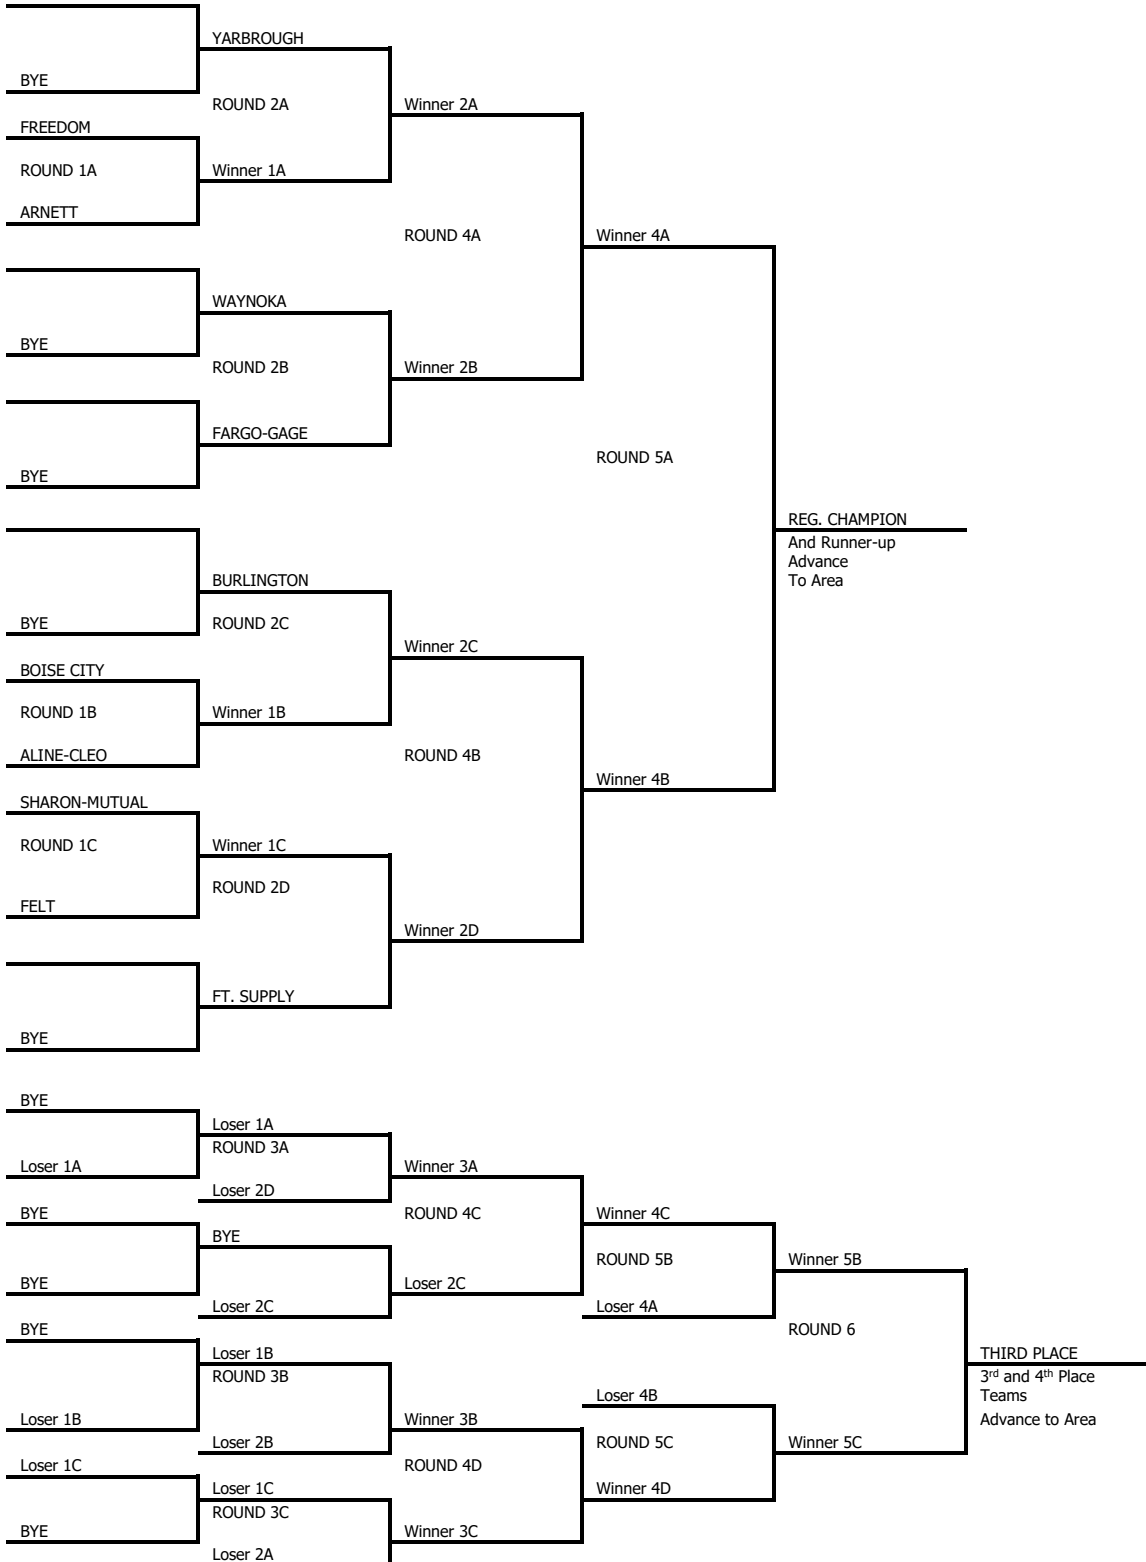 YARBROUGH
BYE
ROUND 2A
Winner 2A
FREEDOM
ROUND 1A
Winner 1A
ARNETT
ROUND 4A
Winner 4A
WAYNOKA
BYE
ROUND 2B
Winner 2B
FARGO-GAGE
ROUND 5A
BYE
REG. CHAMPION
And Runner-up
Advance
To Area
BURLINGTON
BYE
ROUND 2C
Winner 2C
BOISE CITY
ROUND 1B
Winner 1B
ALINE-CLEO
ROUND 4B
Winner 4B
SHARON-MUTUAL
ROUND 1C
Winner 1C
ROUND 2D
FELT
Winner 2D
FT. SUPPLY
BYE
BYE
Loser 1A
ROUND 3A
Loser 1A
Winner 3A
Loser 2D
BYE
ROUND 4C
Winner 4C
BYE
ROUND 5B
Winner 5B
BYE
Loser 2C
Loser 2C
Loser 4A
BYE
ROUND 6
Loser 1B
THIRD PLACE
ROUND 3B
3rd and 4th Place
Teams
Loser 4B
Loser 1B
Winner 3B
Advance to Area
Loser 2B
ROUND 5C
Winner 5C
Loser 1C
ROUND 4D
Loser 1C
Winner 4D
ROUND 3C
BYE
Winner 3C
Loser 2A